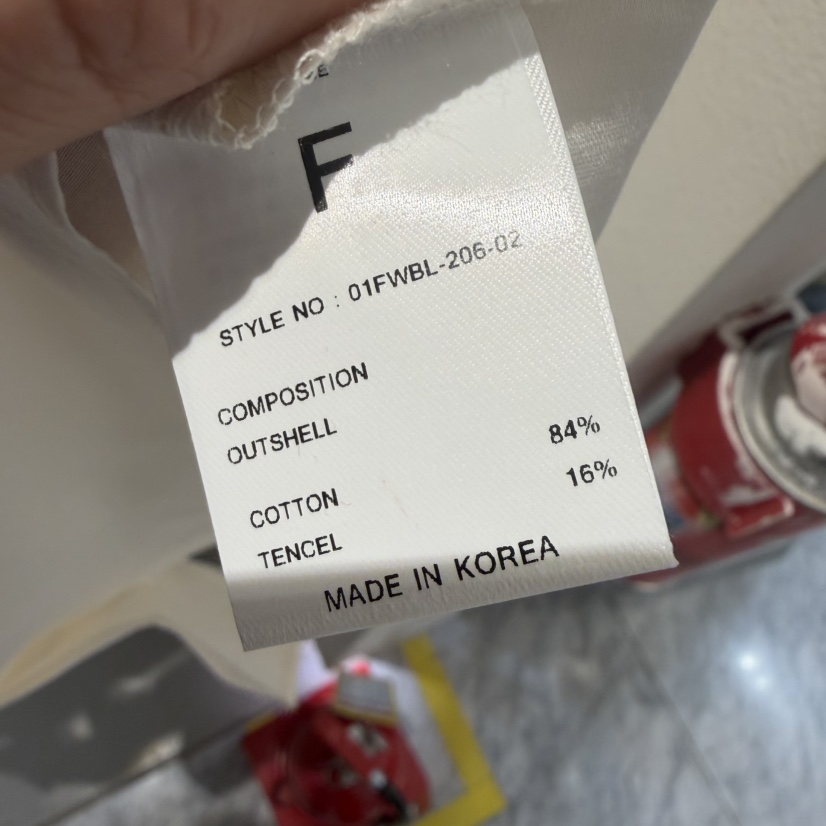 F
STYLE NO : 01FWBL-206-02
COMPOSITION
OUTSHELL
COTTON 84%
TENCEL 16%
MADE IN KOREA